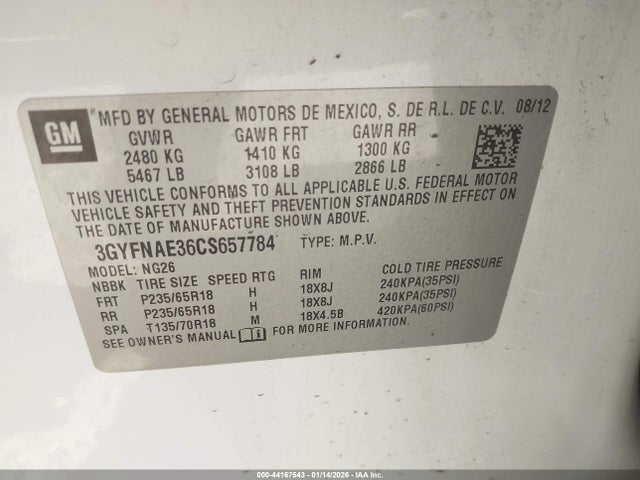 GM
MFD BY GENERAL MOTORS DE MEXICO, S. DE R.L. DE C.V. 08/12
GVWR GAWR FRT GAWR RR
2480 KG 1410 KG 1300 KG
5467 LB 3108 LB 2866 LB
THIS VEHICLE CONFORMS TO ALL APPLICABLE U.S. FEDERAL MOTOR
VEHICLE SAFETY AND THEFT PREVENTION STANDARDS IN EFFECT ON
THE DATE OF MANUFACTURE SHOWN ABOVE.
3GYFNAE36CS657784 TYPE: M.P.V.
MODEL: NG26
NBBK TIRE SIZE SPEED RTG RIM COLD TIRE PRESSURE
FRT P235/65R18 H 18X8J 240KPA(35PSI)
RR P235/65R18 H 18X8J 240KPA(35PSI)
SPA T135/70R18 M 18X4.5B 420KPA(60PSI)
SEE OWNER'S MANUAL FOR MORE INFORMATION.
000-44167543 - 01/14/2026 - IAA Inc.